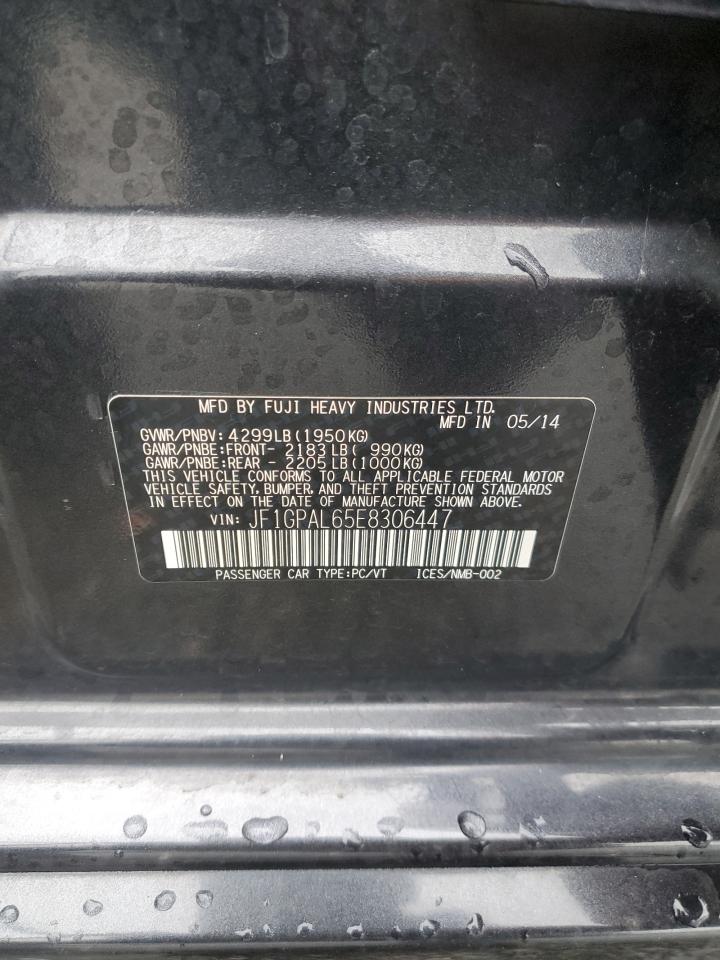 MFD BY FUJI HEAVY INDUSTRIES LTD.
MFD IN 05/14
GVWR/PNBV: 4299LB(1950KG)
GAWR/PNBE:FRONT- 2183LB( 990KG)
GAWR/PNBE:REAR - 2205LB(1000KG)
THIS VEHICLE CONFORMS TO ALL APPLICABLE FEDERAL MOTOR
VEHICLE SAFETY, BUMPER, AND THEFT PREVENTION STANDARDS
IN EFFECT ON THE DATE OF MANUFACTURE SHOWN ABOVE.
VIN: JF1GPAL65E8306447
PASSENGER CAR TYPE:PC/VT ICES/NMB-002